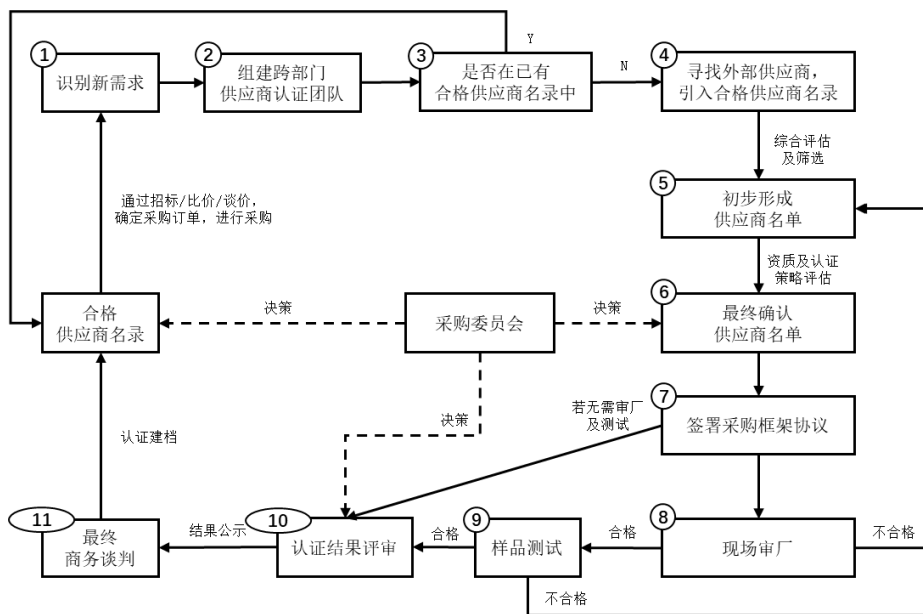 Y
①
②
③
④
识别新需求
组建跨部门
供应商认证团队
是否在已有
合格供应商名录中
N
寻找外部供应商，
引入合格供应商名录
综合评估
及筛选
⑤
初步形成
供应商名单
通过招标/比价/谈价，
确定采购订单，进行采购
资质及认证
策略评估
⑥
合格
供应商名录
决策
采购委员会
决策
最终确认
供应商名单
⑦
若无需审厂
及测试
签署采购框架协议
决策
认证建档
⑪
⑩
⑨
⑧
最终
商务谈判
结果公示
认证结果评审
合格
样品测试
合格
现场审厂
不合格
不合格